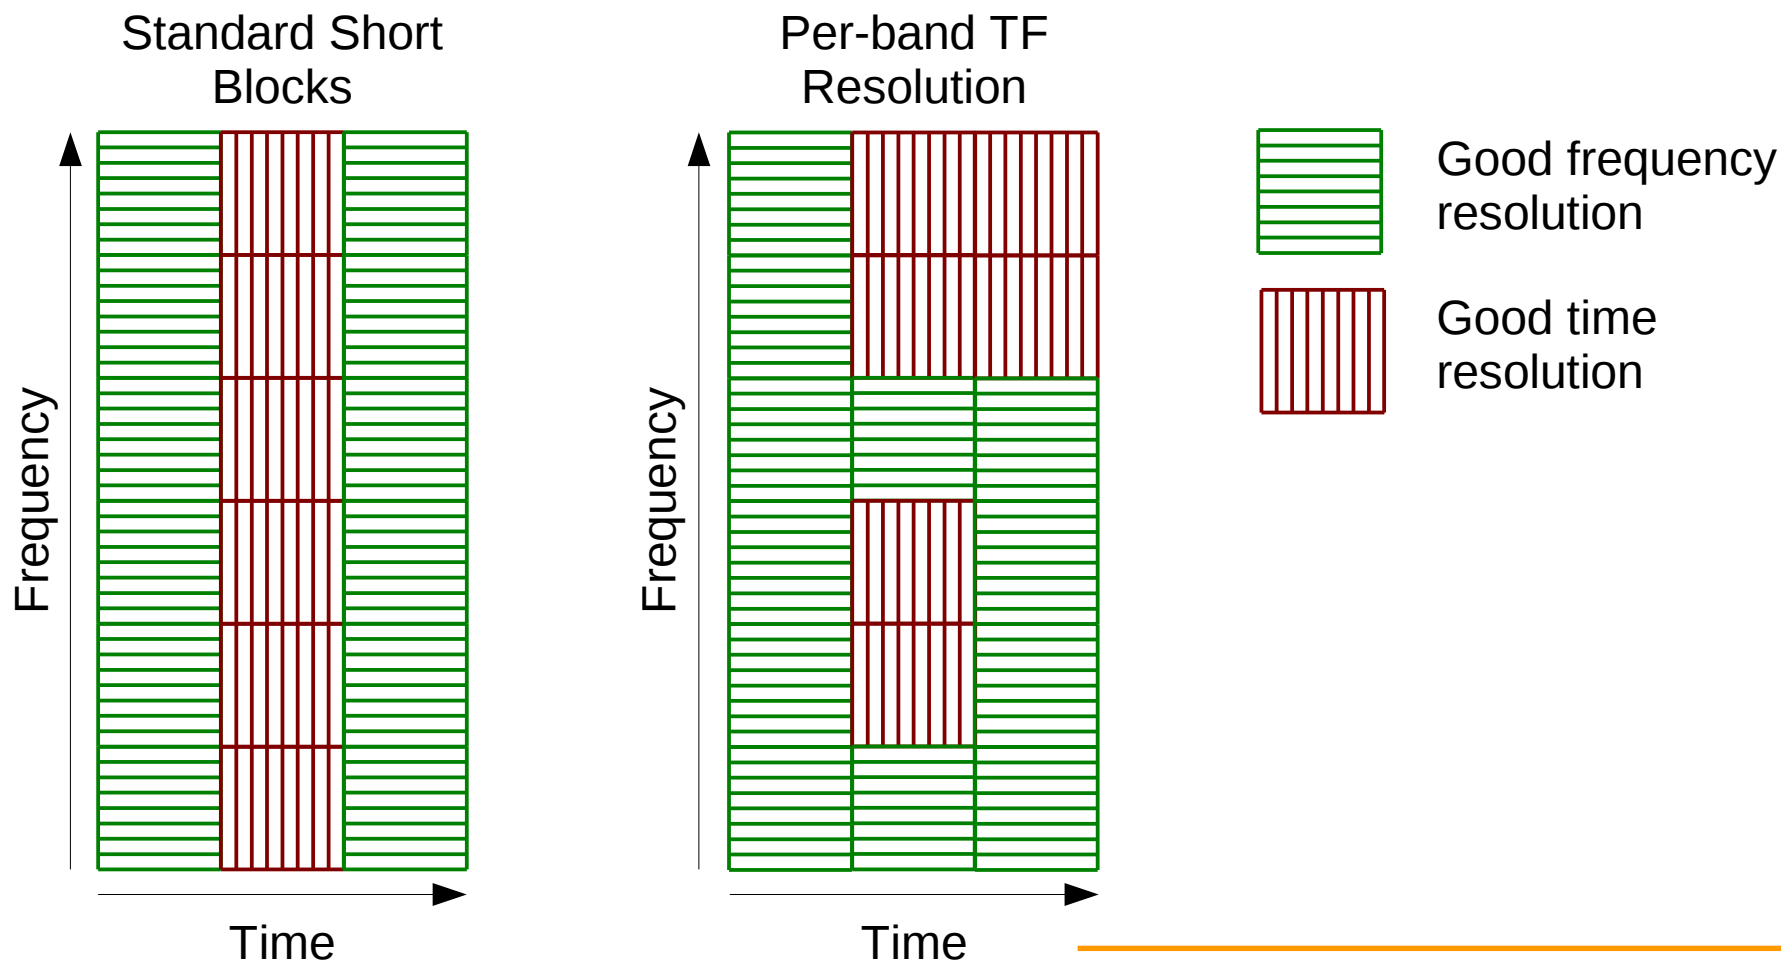 Standard Short
Blocks
Per-band TF
Resolution
Good frequency
resolution
Good time
resolution
Frequency
Frequency
Time
Time